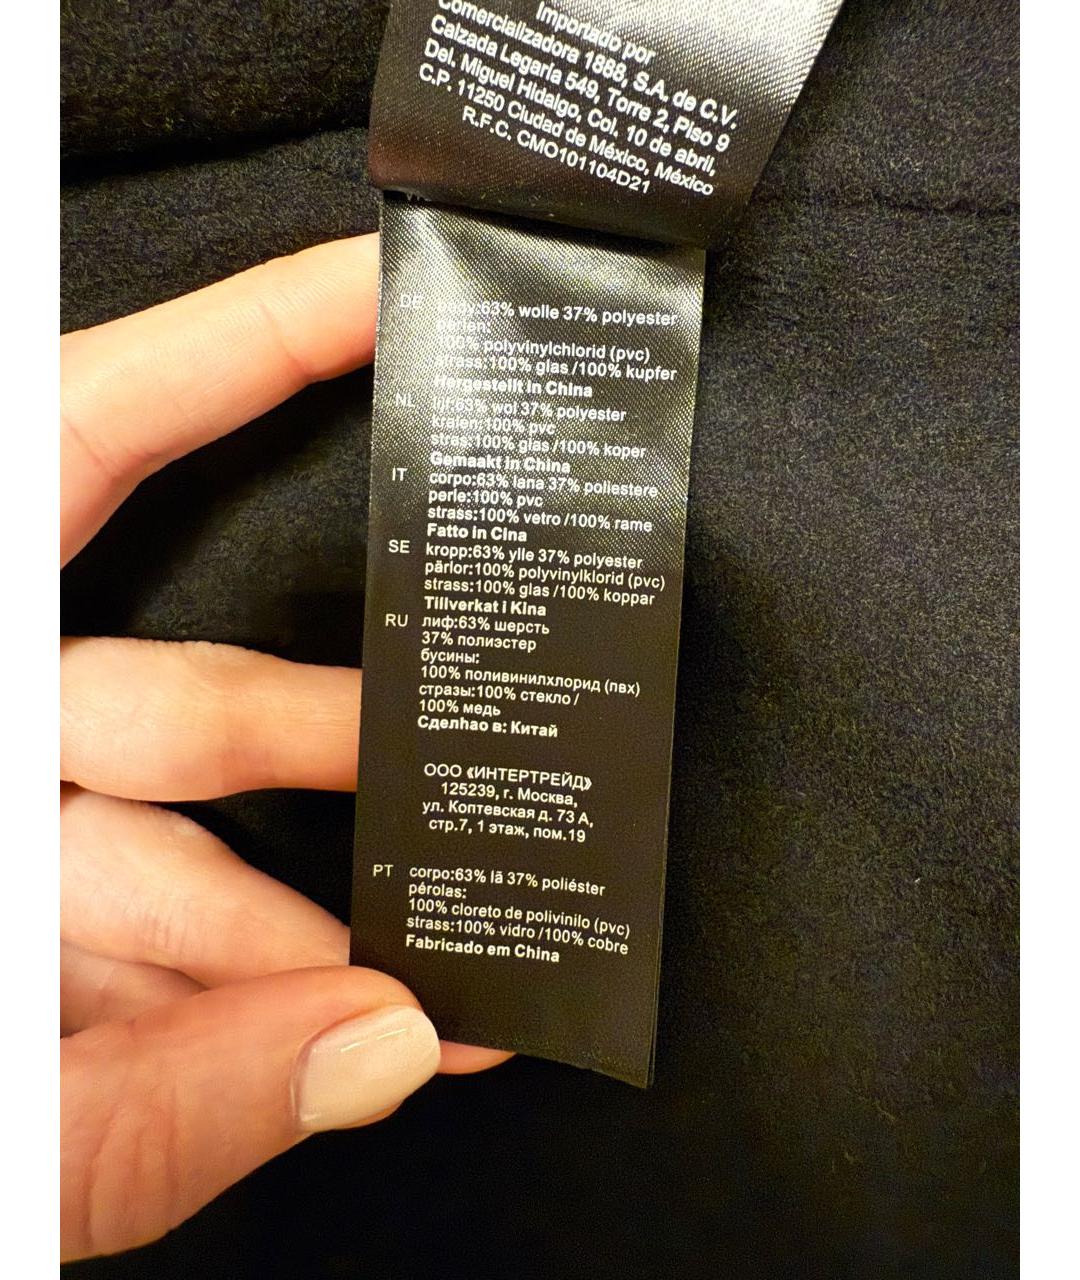 Importado por
Comercializadora 1888, S.A. de C.V.
Calzada Legaria 549, Torre 2, Piso 9
Del. Miguel Hidalgo, Col. 10 de abril,
C.P. 11250 Ciudad de México, México
R.F.C. CMO101104D21
DE body:63% wolle 37% polyester
perlen:
100% polyvinylchlorid (pvc)
strass:100% glas /100% kupfer
Hergestellt in China
NL lijf:63% wol 37% polyester
kralen:100% pvc
stras:100% glas /100% koper
Gemaakt in China
IT corpo:63% lana 37% poliestere
perle:100% pvc
strass:100% vetro /100% rame
Fatto in Cina
SE kropp:63% ylle 37% polyester
pärlor:100% polyvinylklorid (pvc)
strass:100% glas /100% koppar
Tillverkat i Kina
RU лиф:63% шерсть
37% полиэстер
бусины:
100% поливинилхлорид (пвх)
стразы:100% стекло /
100% медь
Сделhао в: Китай
ООО «ИНТЕРТРЕЙД»
125239, г. Москва,
ул. Коптевская д. 73 А,
стр.7, 1 этаж, пом.19
PT corpo:63% lã 37% poliéster
pérolas:
100% cloreto de polivinilo (pvc)
strass:100% vidro /100% cobre
Fabricado em China